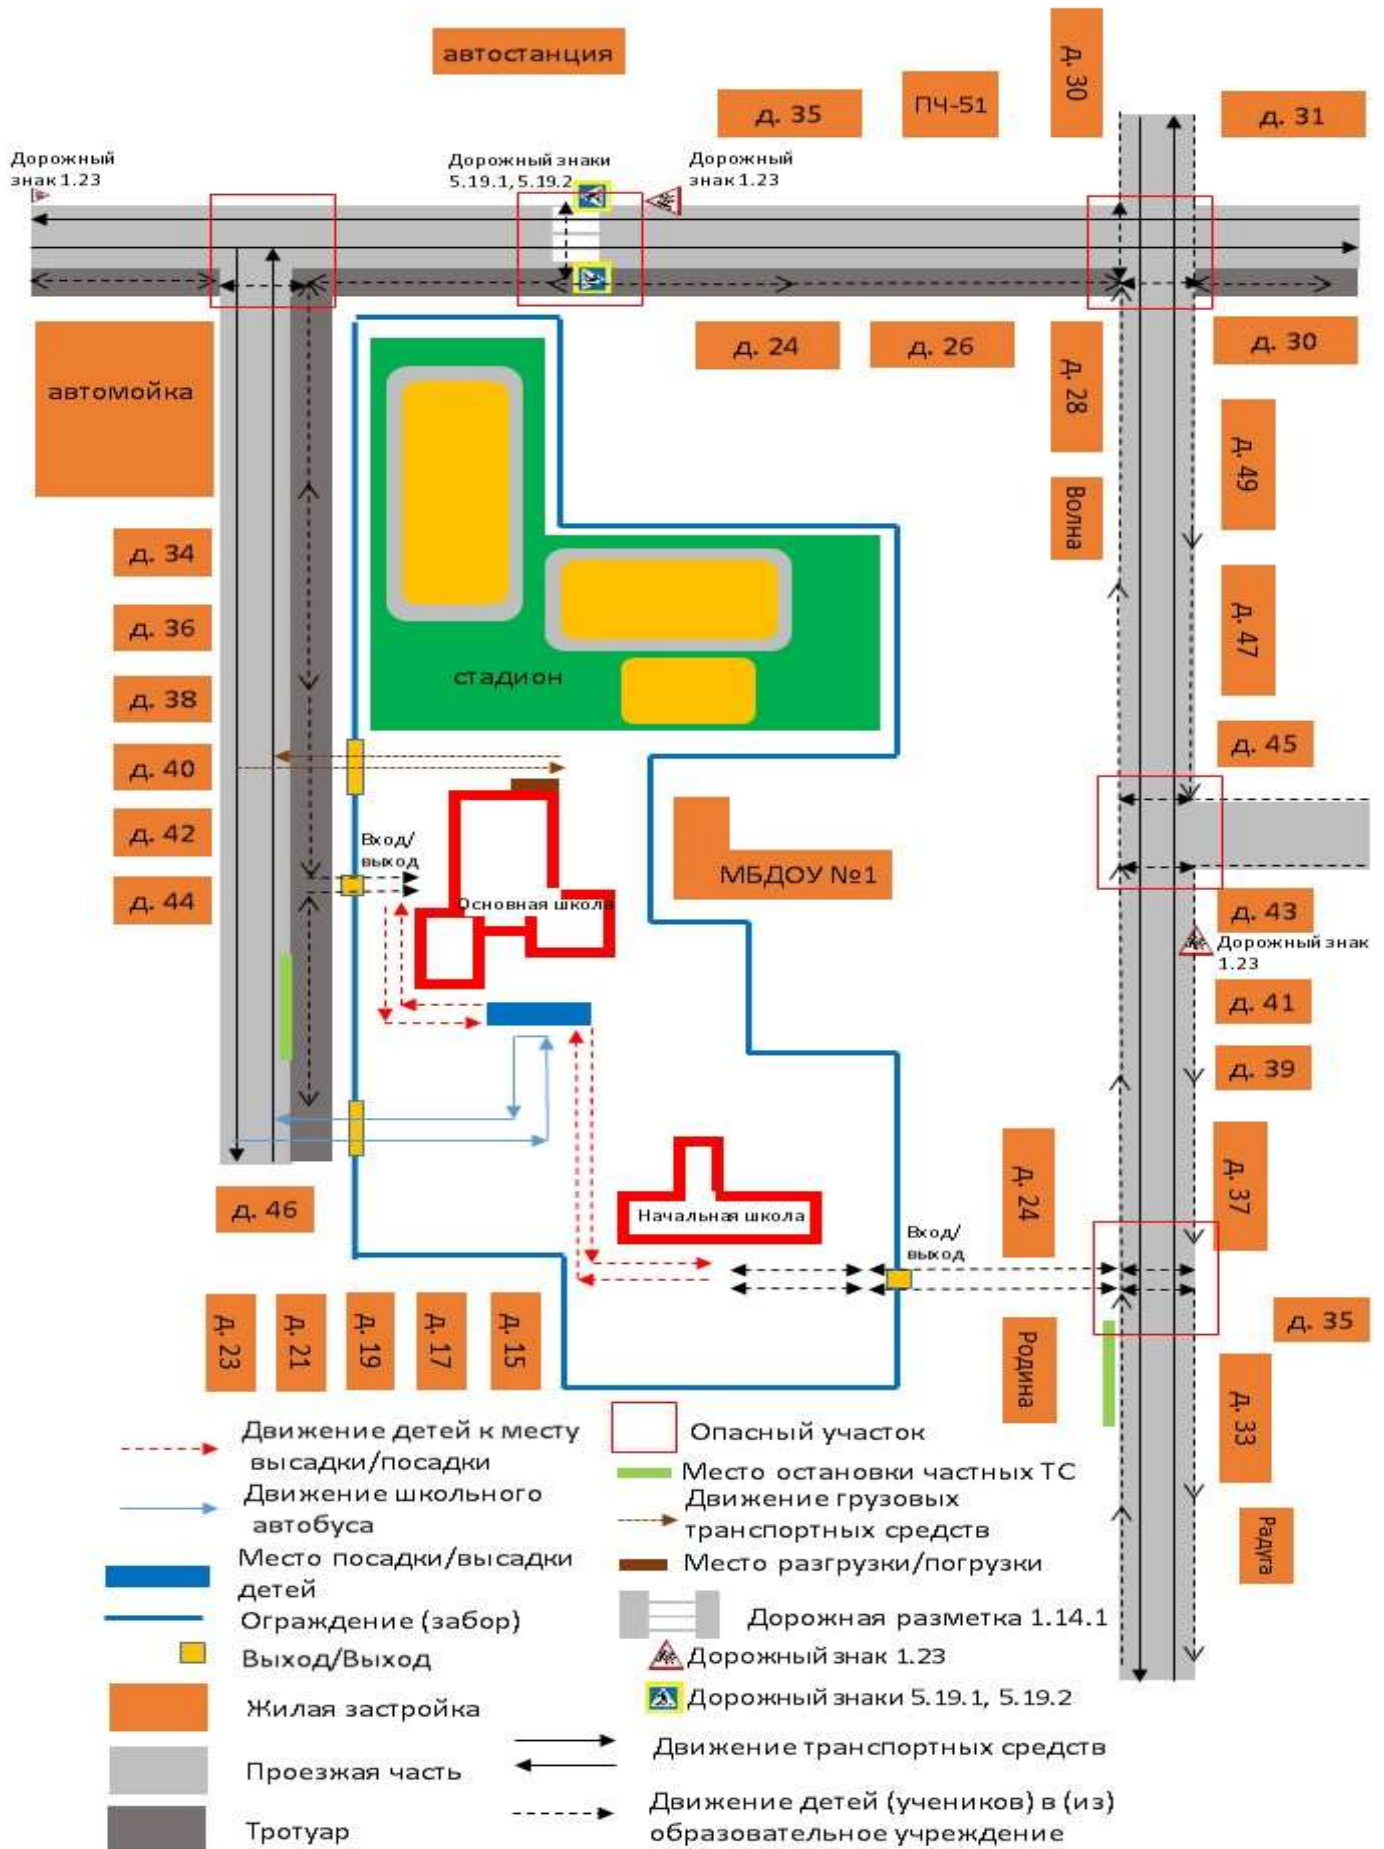 автостанция
д. 30
д. 35
ПЧ-51
д. 31
Дорожный
знак 1.23
Дорожный знаки
5.19.1, 5.19.2
Дорожный
знак 1.23
автомойка
д. 24
д. 26
д. 28
д. 30
д. 49
Волна
д. 34
д. 47
д. 36
стадион
д. 38
д. 45
д. 40
д. 42
Вход/
выход
МБДОУ №1
д. 44
Основная школа
д. 43
Дорожный знак
1.23
д. 41
д. 39
д. 24
д. 37
д. 46
Начальная школа
Вход/
выход
д. 23
д. 21
д. 19
д. 17
д. 15
Родина
д. 35
д. 33
Радуга
Движение детей к месту
высадки/посадки
Движение школьного
автобуса
Место посадки/высадки
детей
Ограждение (забор)
Выход/Выход
Жилая застройка
Проезжая часть
Тротуар
Опасный участок
Место остановки частных ТС
Движение грузовых
транспортных средств
Место разгрузки/погрузки
Дорожная разметка 1.14.1
Дорожный знак 1.23
Дорожный знаки 5.19.1, 5.19.2
Движение транспортных средств
Движение детей (учеников) в (из)
образовательное учреждение